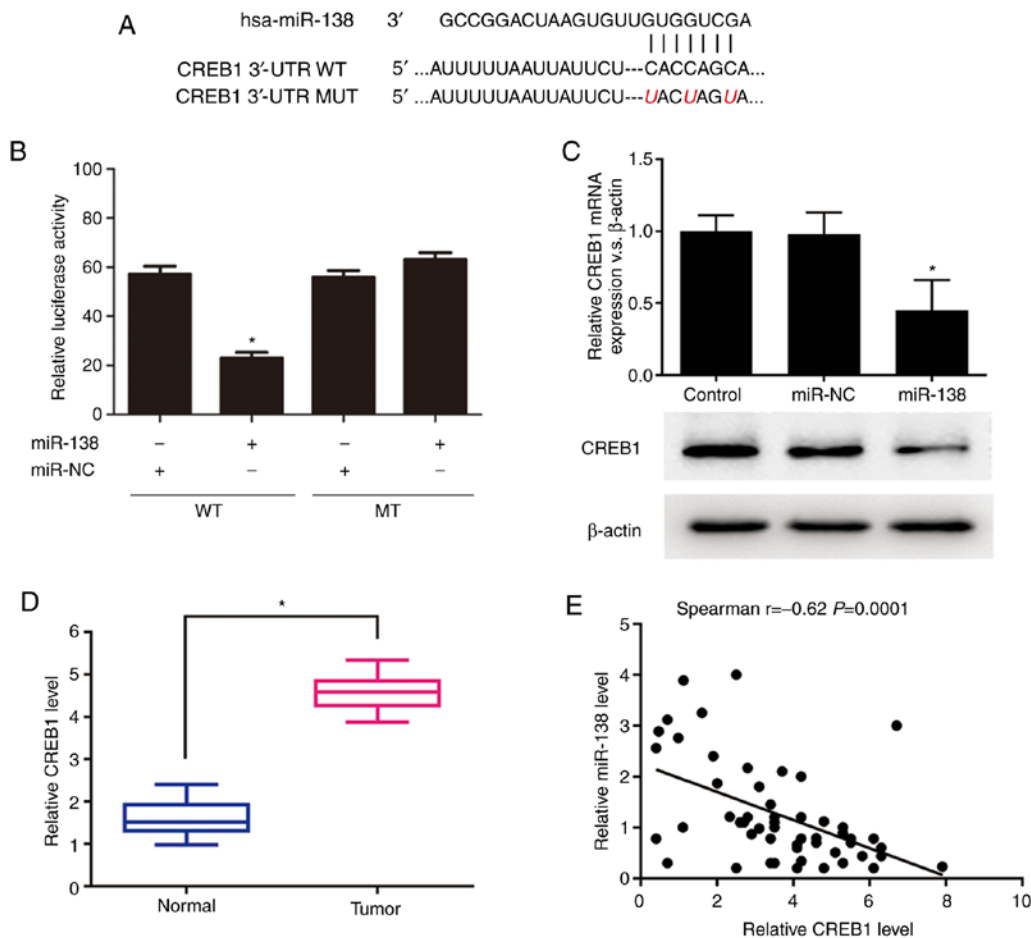 A
hsa-miR-138 3′ GCCGGACUAAGUGUUGUGGUCGA
CREB1 3′-UTR WT 5′ ...AUUUUUAAUUAUUCU---CACCAGCA...
CREB1 3′-UTR MUT 5′ ...AUUUUUAAUUAUUCU---UACUAGUA...
B
Relative luciferase activity
100
80
60
40
20
0
*
miR-138 – + – +
miR-NC + – + –
WT MT
C
Relative CREB1 mRNA
expression v.s. β-actin
1.5
1.0
0.5
0.0
*
Control miR-NC miR-138
CREB1
β-actin
D
Relative CREB1 level
6
5
4
3
2
1
0
*
Normal Tumor
E
Spearman r=–0.62 P=0.0001
Relative miR-138 level
5
4
3
2
1
0
0 2 4 6 8 10
Relative CREB1 level